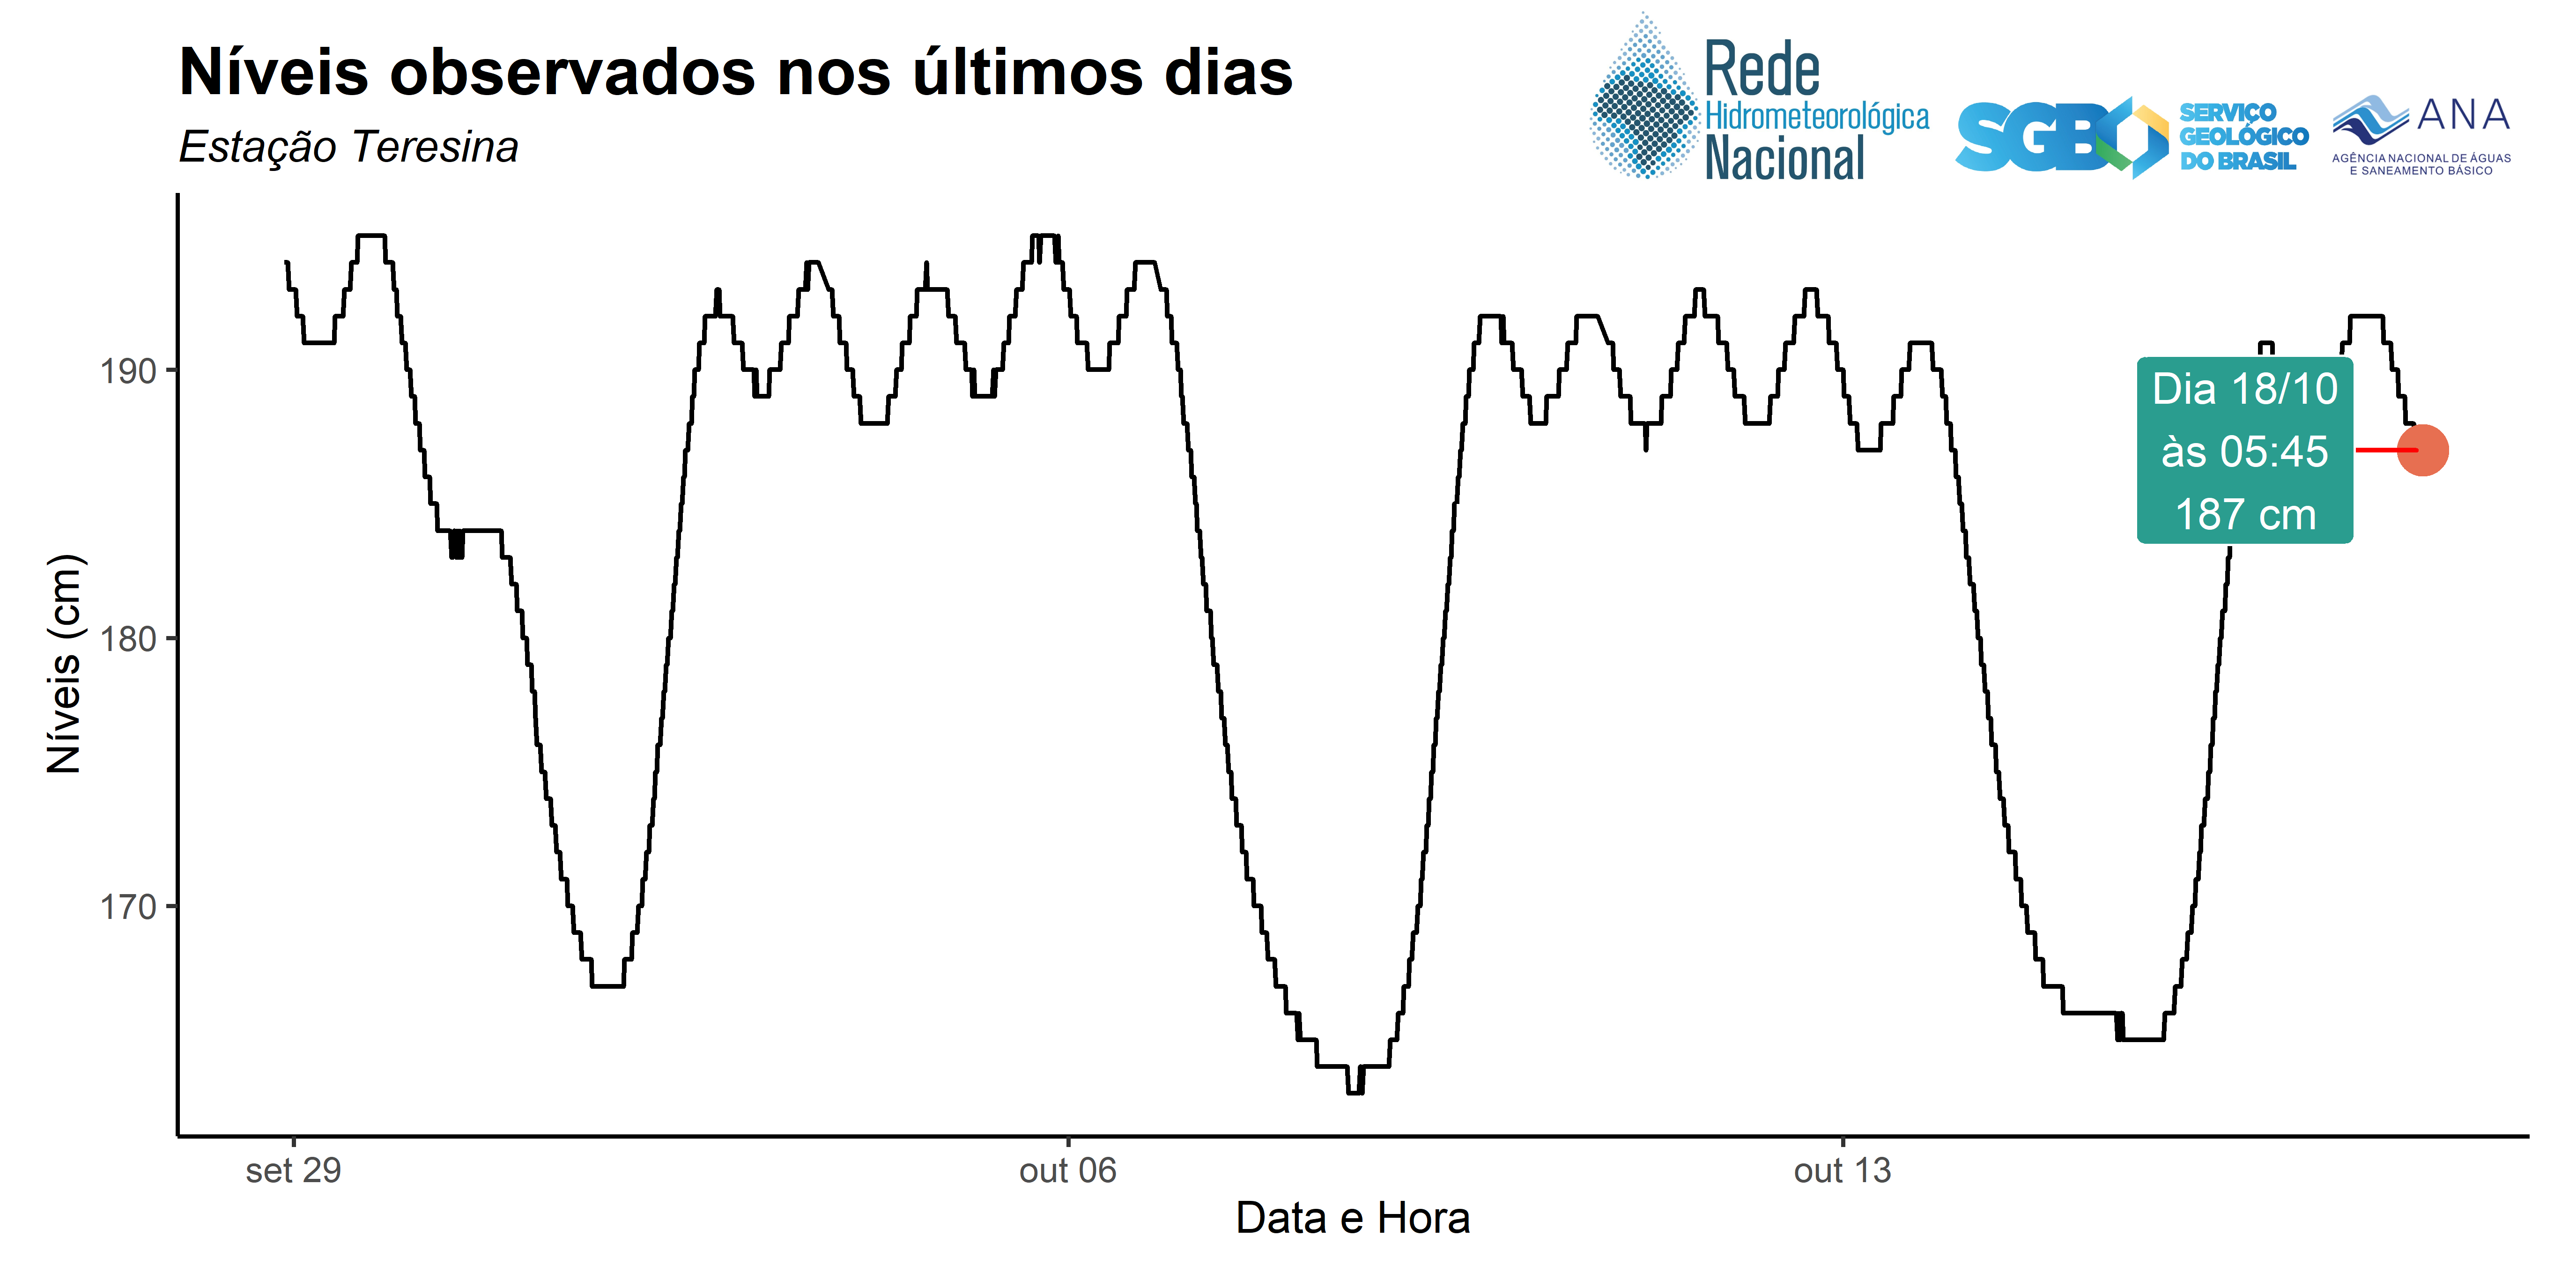 Níveis observados nos últimos dias
Estação Teresina
Rede
Hidrometeorológica
Nacional
SGB
SERVIÇO
GEOLÓGICO
DO BRASIL
ANA
AGÊNCIA NACIONAL DE ÁGUAS
E SANEAMENTO BÁSICO
Níveis (cm)
190
180
170
Dia 18/10
às 05:45
187 cm
set 29
out 06
out 13
Data e Hora